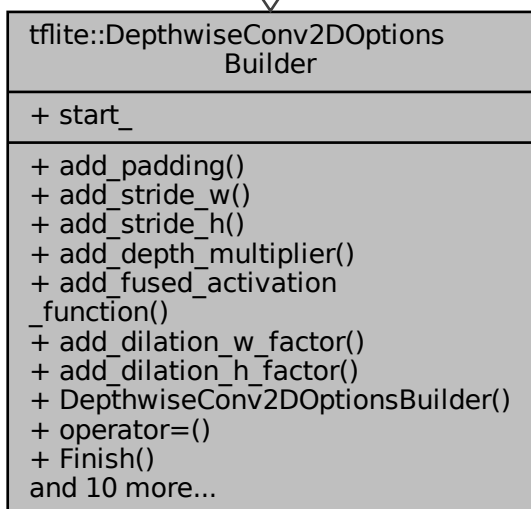 tflite::DepthwiseConv2DOptions
Builder
+ start_
+ add_padding()
+ add_stride_w()
+ add_stride_h()
+ add_depth_multiplier()
+ add_fused_activation
_function()
+ add_dilation_w_factor()
+ add_dilation_h_factor()
+ DepthwiseConv2DOptionsBuilder()
+ operator=()
+ Finish()
and 10 more...